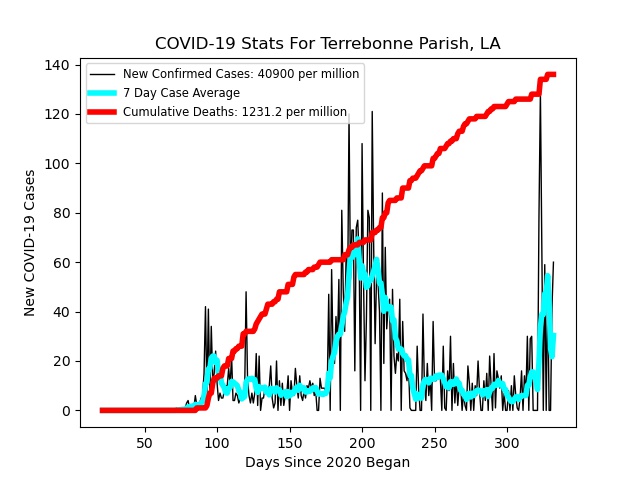 COVID-19 Stats For Terrebonne Parish, LA
New Confirmed Cases: 40900 per million
7 Day Case Average
Cumulative Deaths: 1231.2 per million
New COVID-19 Cases
140
120
100
80
60
40
20
0
50
100
150
200
250
300
Days Since 2020 Began